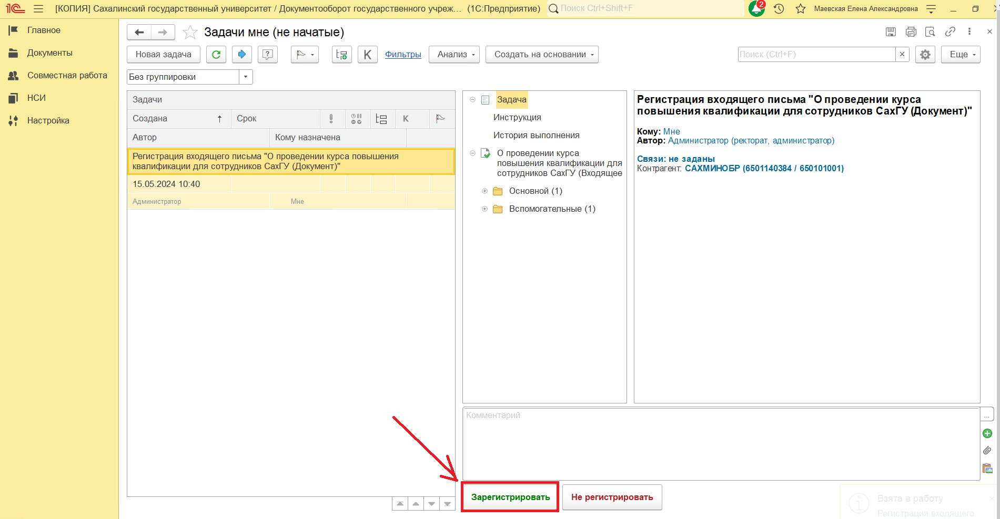 1С [КОПИЯ] Сахалинский государственный университет / Документооборот государственного учреж... (1С:Предприятие) Поиск Ctrl+Shift+F 2 Маевская Елена Александровна
Главное
Документы
Совместная работа
НСИ
Настройка
Задачи мне (не начатые)
Новая задача ? К Фильтры Анализ Создать на основании Поиск (Ctrl+F) × Еще
Без группировки
Задачи
Создана ↑ Срок ! К
Автор Кому назначена
Регистрация входящего письма "О проведении курса повышения
квалификации для сотрудников СахГУ (Документ)"
15.05.2024 10:40
Администратор Мне
Задача
Инструкция
История выполнения
О проведении курса
повышения квалификации для
сотрудников СахГУ (Входящее
Основной (1)
Вспомогательные (1)
Регистрация входящего письма "О проведении курса
повышения квалификации для сотрудников СахГУ (Документ)"
Кому: Мне
Автор: Администратор (ректорат, администратор)
Связи: не заданы
Контрагент: САХМИНОБР (6501140384 / 650101001)
Комментарий
...
Зарегистрировать Не регистрировать
Взята в работу
Регистрация входящего